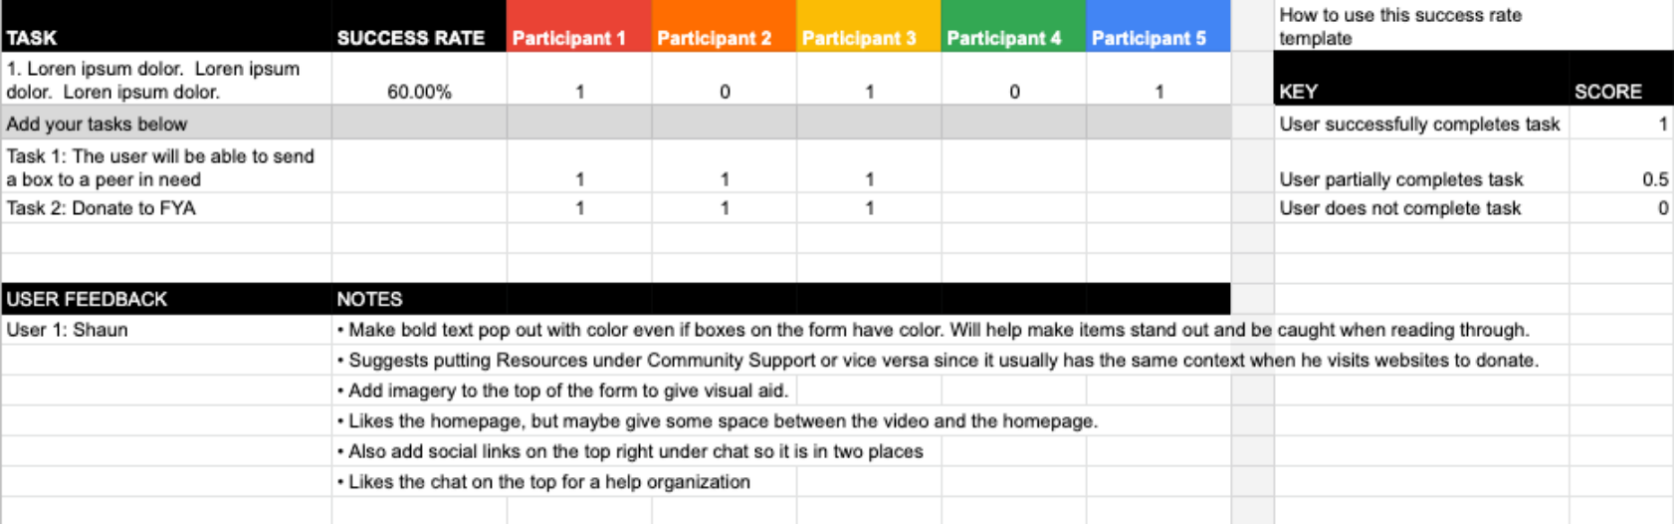 How to use this success rate
template
TASK SUCCESS RATE Participant 1 Participant 2 Participant 3 Participant 4 Participant 5
1. Loren ipsum dolor.  Loren ipsum
dolor.  Loren ipsum dolor. 60.00% 1 0 1 0 1 KEY SCORE
Add your tasks below User successfully completes task 1
Task 1: The user will be able to send
a box to a peer in need 1 1 1 User partially completes task 0.5
Task 2: Donate to FYA 1 1 1 User does not complete task 0
USER FEEDBACK NOTES
User 1: Shaun • Make bold text pop out with color even if boxes on the form have color. Will help make items stand out and be caught when reading through.
• Suggests putting Resources under Community Support or vice versa since it usually has the same context when he visits websites to donate.
• Add imagery to the top of the form to give visual aid.
• Likes the homepage, but maybe give some space between the video and the homepage.
• Also add social links on the top right under chat so it is in two places
• Likes the chat on the top for a help organization